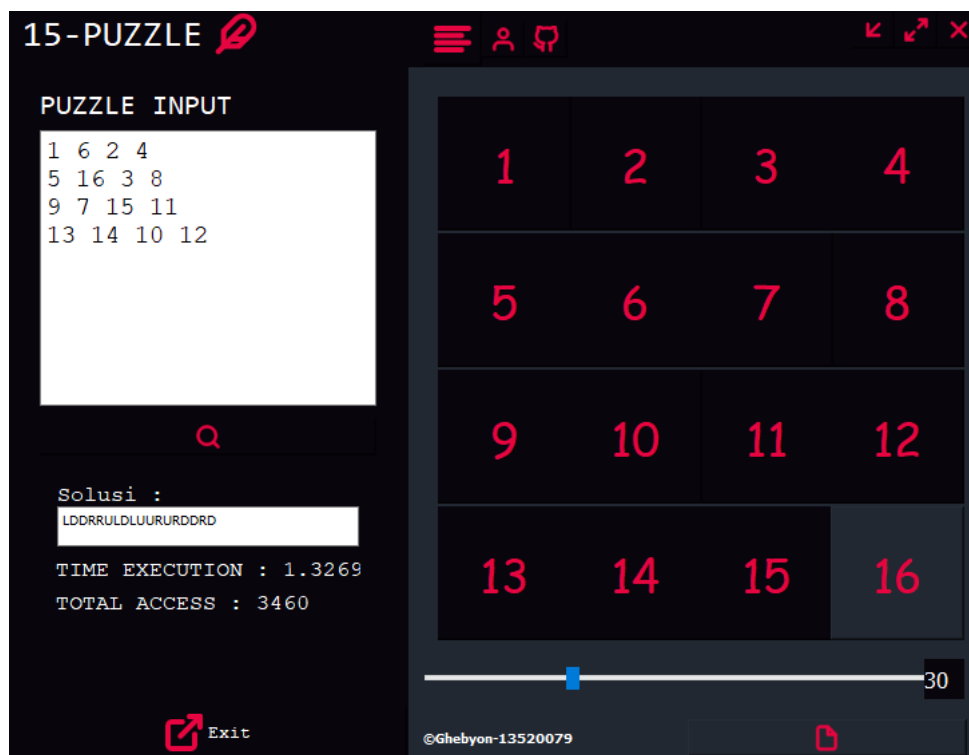 15-PUZZLE
PUZZLE INPUT
1 6 2 4
5 16 3 8
9 7 15 11
13 14 10 12
Solusi :
LDDRRULDLUURURDDRD
TIME EXECUTION : 1.3269
TOTAL ACCESS : 3460
Exit
1 2 3 4
5 6 7 8
9 10 11 12
13 14 15 16
30
©Ghebyon-13520079